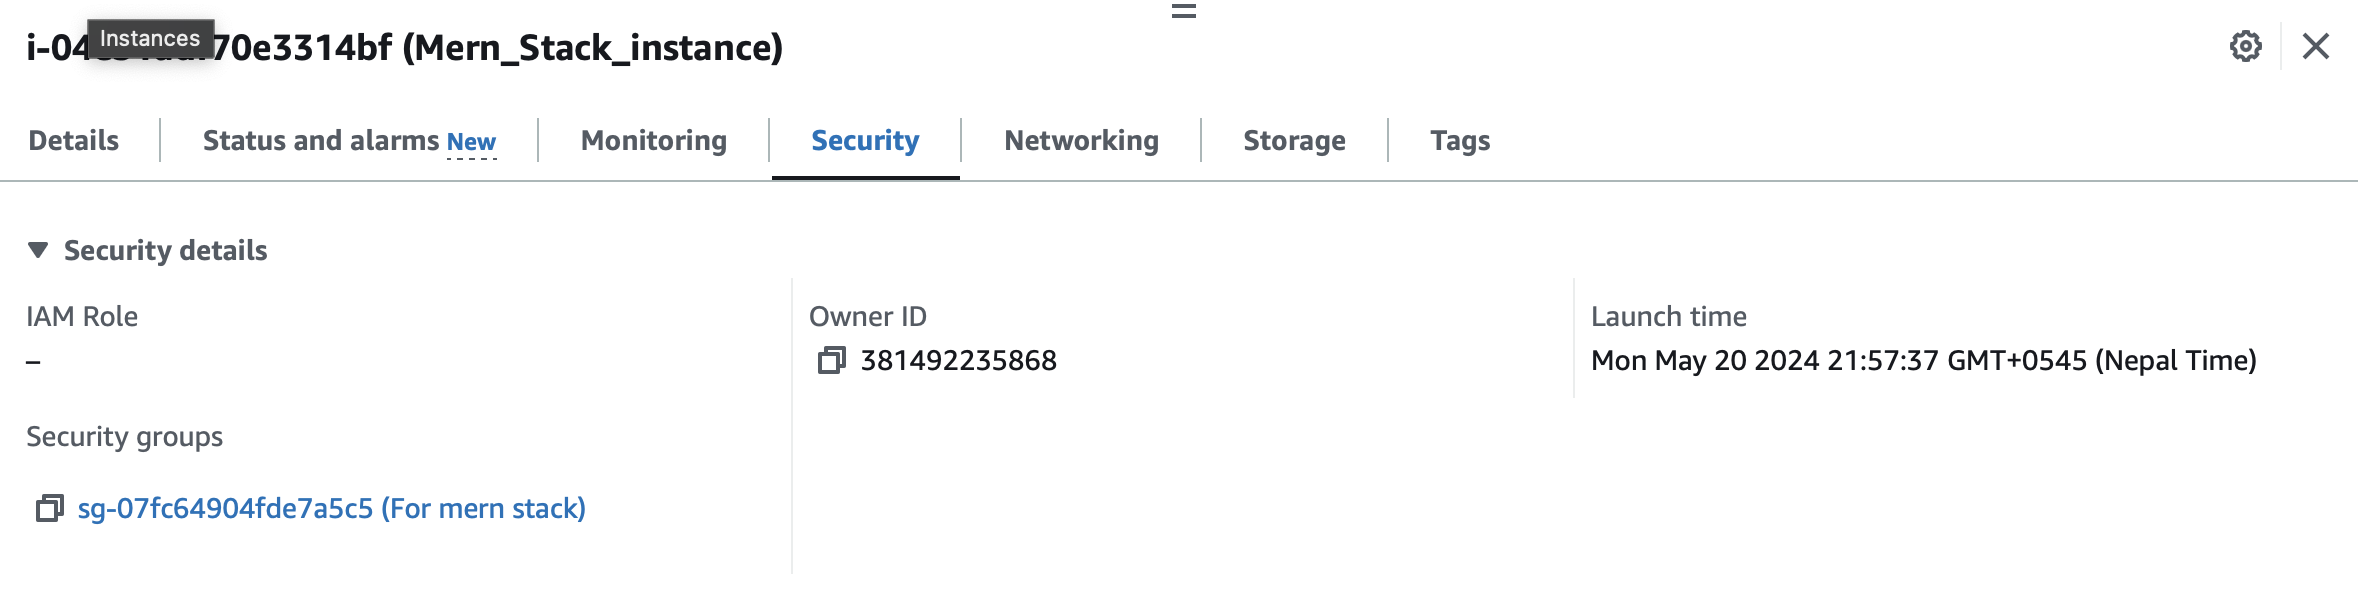 Instances
i-04 70e3314bf (Mern_Stack_instance)
Details
Status and alarms New
Monitoring
Security
Networking
Storage
Tags
Security details
IAM Role
–
Owner ID
381492235868
Launch time
Mon May 20 2024 21:57:37 GMT+0545 (Nepal Time)
Security groups
sg-07fc64904fde7a5c5 (For mern stack)